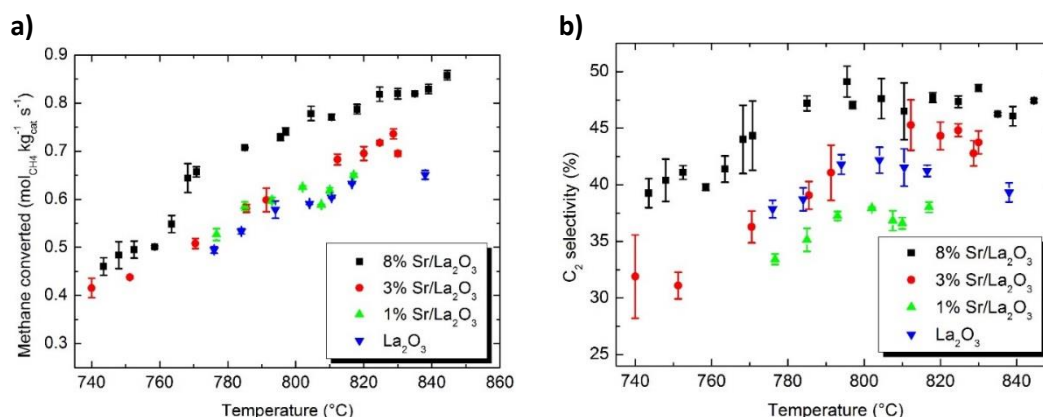 a)
Methane converted (mol_CH4 kg_cat^-1 s^-1)
0.9
0.8
0.7
0.6
0.5
0.4
0.3
8% Sr/La₂O₃
3% Sr/La₂O₃
1% Sr/La₂O₃
La₂O₃
740 760 780 800 820 840 860
Temperature (°C)
b)
C₂ selectivity (%)
50
45
40
35
30
25
8% Sr/La₂O₃
3% Sr/La₂O₃
1% Sr/La₂O₃
La₂O₃
740 760 780 800 820 840
Temperature (°C)